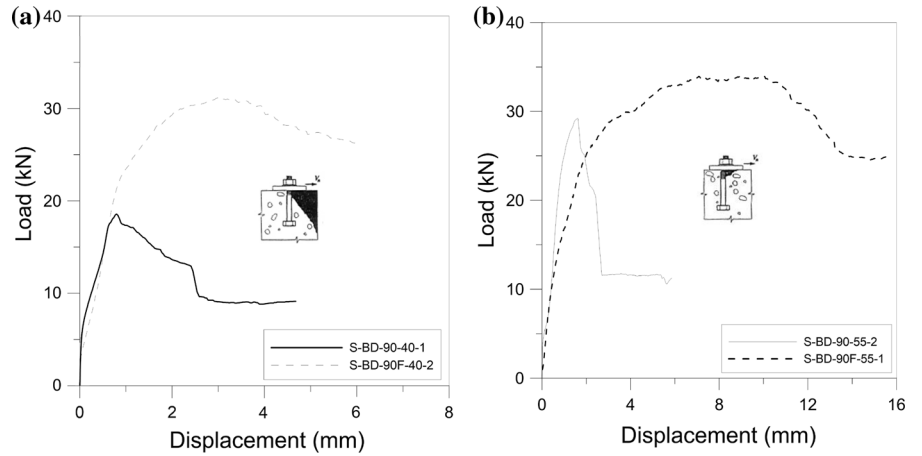 (a)
40
30
20
10
0
Load (kN)
0 2 4 6 8
Displacement (mm)
S-BD-90-40-1
S-BD-90F-40-2
(b)
40
30
20
10
0
Load (kN)
0 4 8 12 16
Displacement (mm)
S-BD-90-55-2
S-BD-90F-55-1